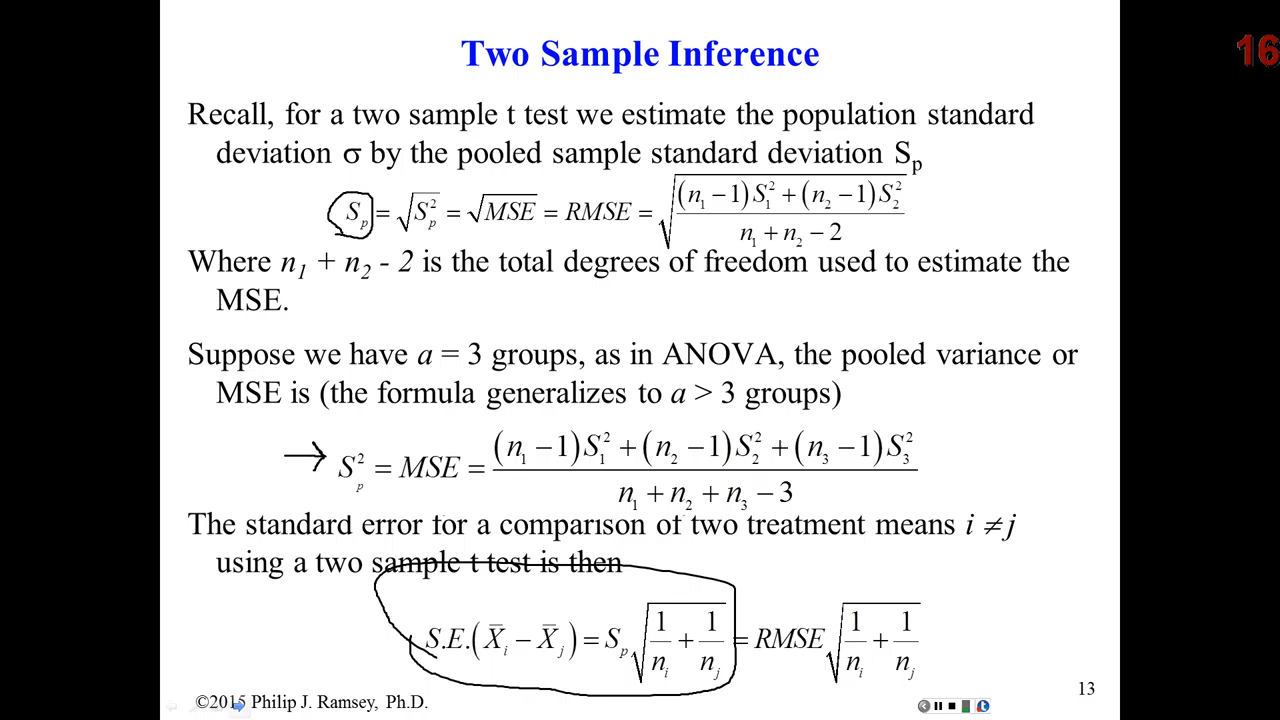 Two Sample Inference
16
Recall, for a two sample t test we estimate the population standard
deviation σ by the pooled sample standard deviation Sₚ
Sₚ = √(Sₚ²) = √MSE = RMSE = √(((n₁ − 1)S₁² + (n₂ − 1)S₂²) / (n₁ + n₂ − 2))
Where n₁ + n₂ - 2 is the total degrees of freedom used to estimate the
MSE.
Suppose we have a = 3 groups, as in ANOVA, the pooled variance or
MSE is (the formula generalizes to a > 3 groups)
Sₚ² = MSE = ((n₁ − 1)S₁² + (n₂ − 1)S₂² + (n₃ − 1)S₃²) / (n₁ + n₂ + n₃ − 3)
The standard error for a comparison of two treatment means i ≠ j
using a two sample t test is then
S.E.(X̄ᵢ − X̄ⱼ) = Sₚ√(1/nᵢ + 1/nⱼ) = RMSE√(1/nᵢ + 1/nⱼ)
©2015 Philip J. Ramsey, Ph.D.
13